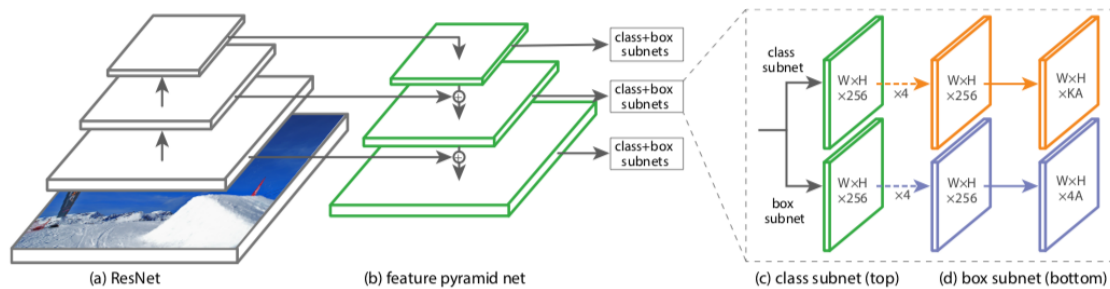 class+box
subnets
class+box
subnets
class+box
subnets
class
subnet
box
subnet
W×H
×256
×4
W×H
×256
W×H
×KA
W×H
×256
×4
W×H
×256
W×H
×4A
(a) ResNet
(b) feature pyramid net
(c) class subnet (top)
(d) box subnet (bottom)